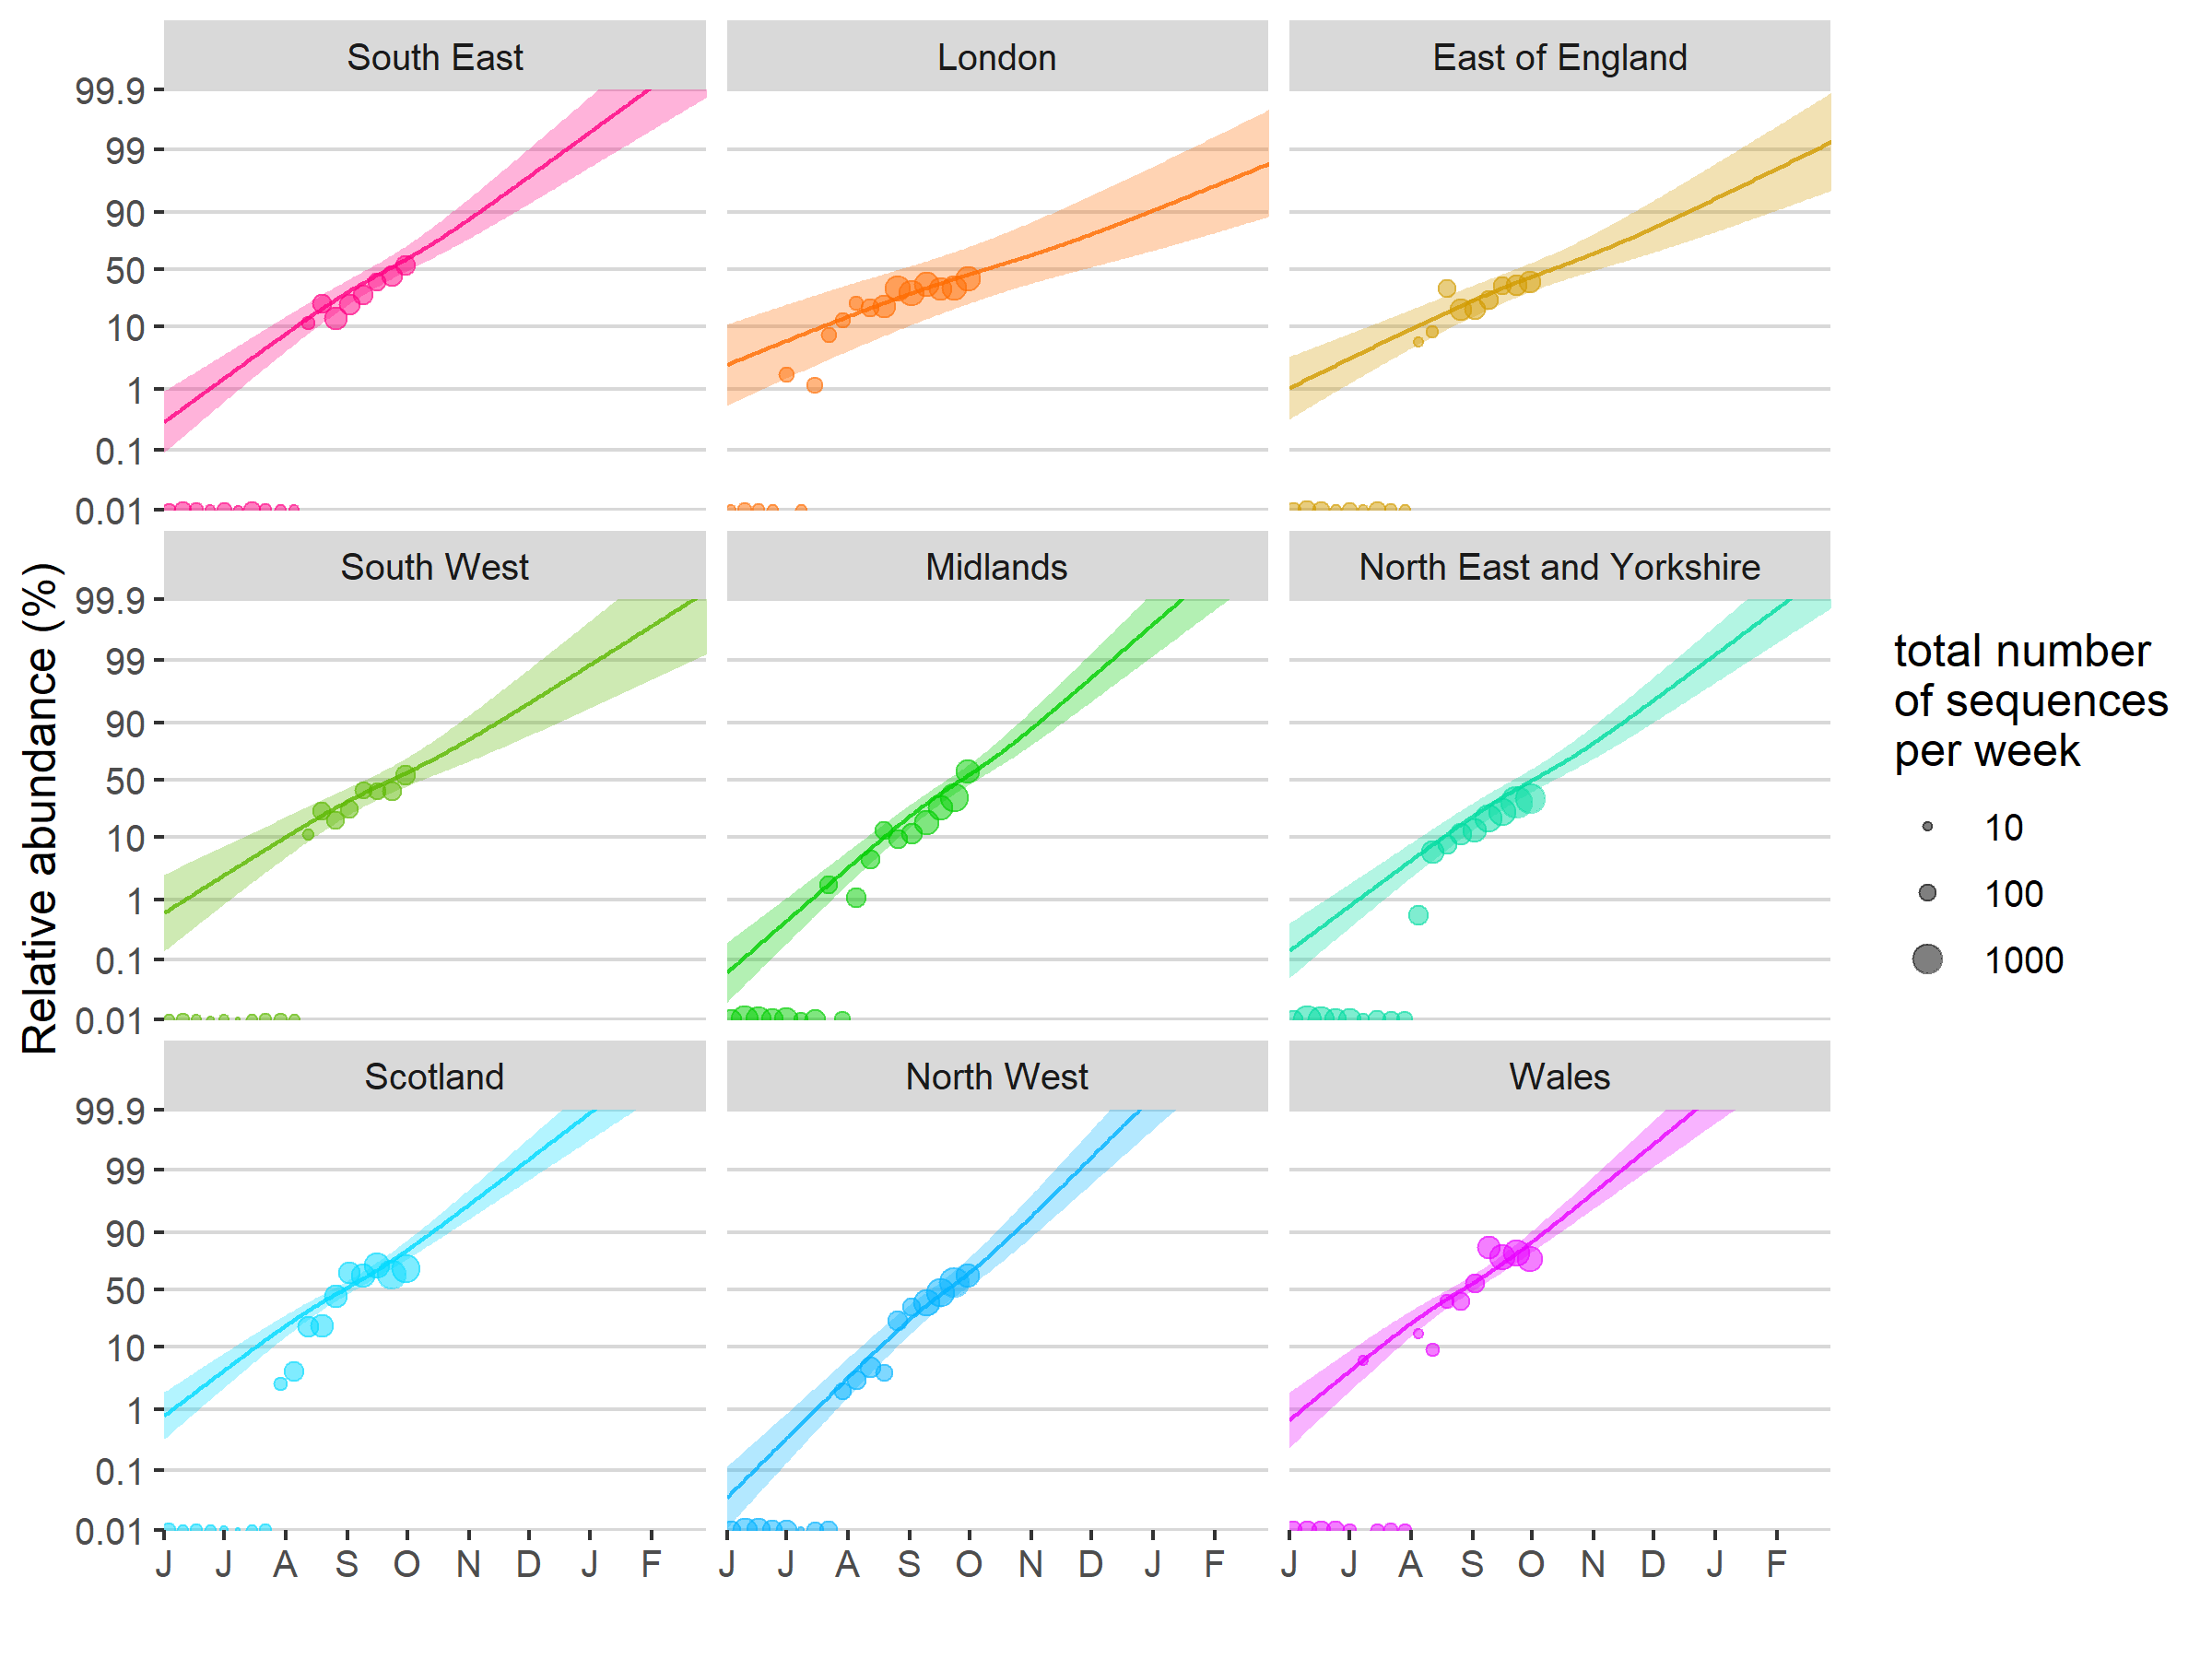 South East
London
East of England
99.9
99
90
50
10
1
0.1
0.01
South West
Midlands
North East and Yorkshire
99.9
99
90
50
10
1
0.1
0.01
Scotland
North West
Wales
99.9
99
90
50
10
1
0.1
0.01
J J A S O N D J F
J J A S O N D J F
J J A S O N D J F
Relative abundance (%)
total number
of sequences
per week
10
100
1000